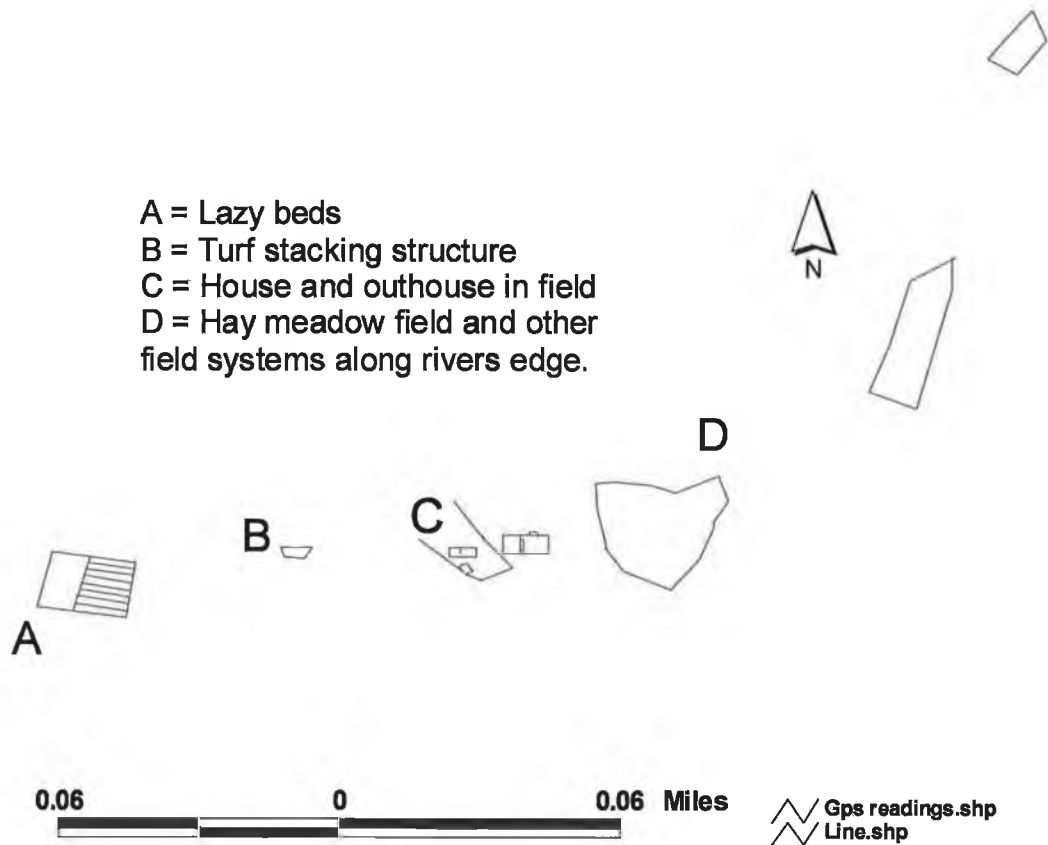 A = Lazy beds
B = Turf stacking structure
C = House and outhouse in field
D = Hay meadow field and other
field systems along rivers edge.
N
D
C
B
A
0.06 0 0.06 Miles
Gps readings.shp
Line.shp